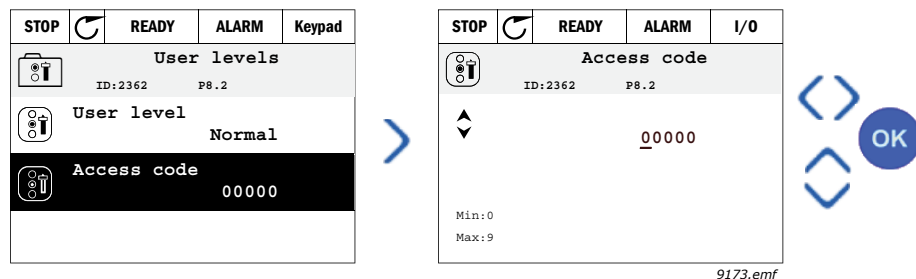 STOP READY ALARM Keypad
User levels
ID:2362 P8.2
User level
Normal
Access code
00000
STOP READY ALARM I/O
Access code
ID:2362 P8.2
00000
Min:0
Max:9
OK
9173.emf